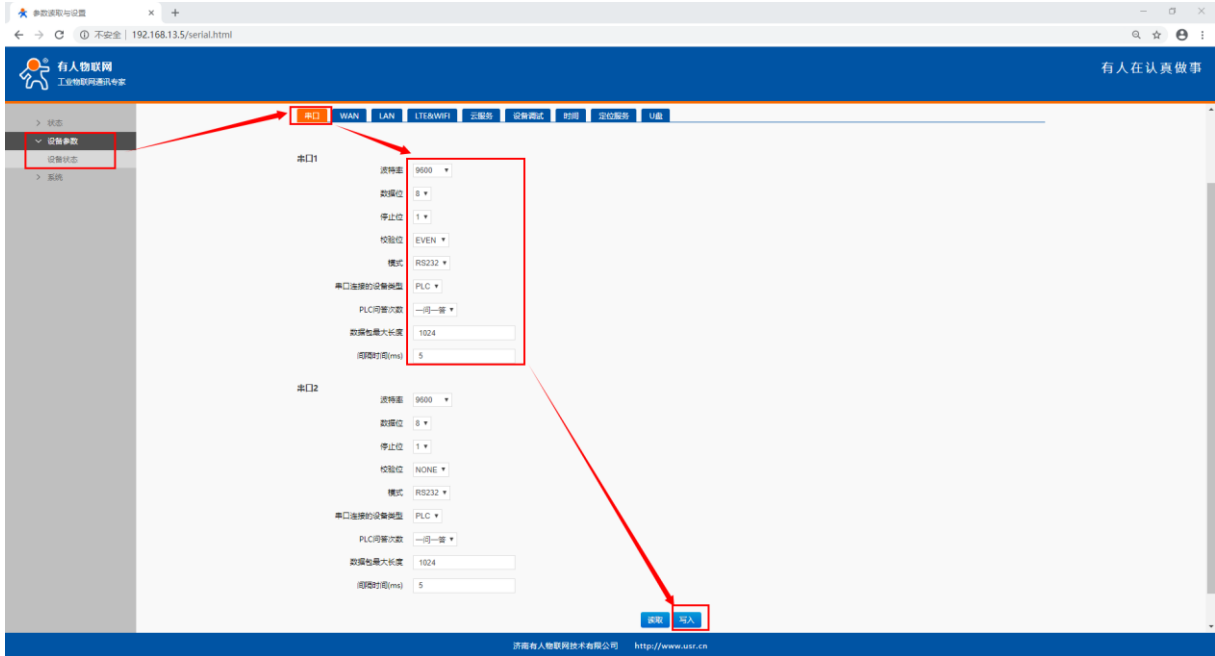 参数读取与设置
不安全 | 192.168.13.5/serial.html
有人物联网
工业物联网通讯专家
有人在认真做事
> 状态
设备参数
设备状态
> 系统
串口 WAN LAN LTE&WIFI 云服务 设备调试 时间 定位服务 U盘
串口1
波特率 9600
数据位 8
停止位 1
校验位 EVEN
模式 RS232
串口连接的设备类型 PLC
PLC问答次数 一问一答
数据包最大长度 1024
间隔时间(ms) 5
串口2
波特率 9600
数据位 8
停止位 1
校验位 NONE
模式 RS232
串口连接的设备类型 PLC
PLC问答次数 一问一答
数据包最大长度 1024
间隔时间(ms) 5
读取 写入
济南有人物联网技术有限公司 http://www.usr.cn